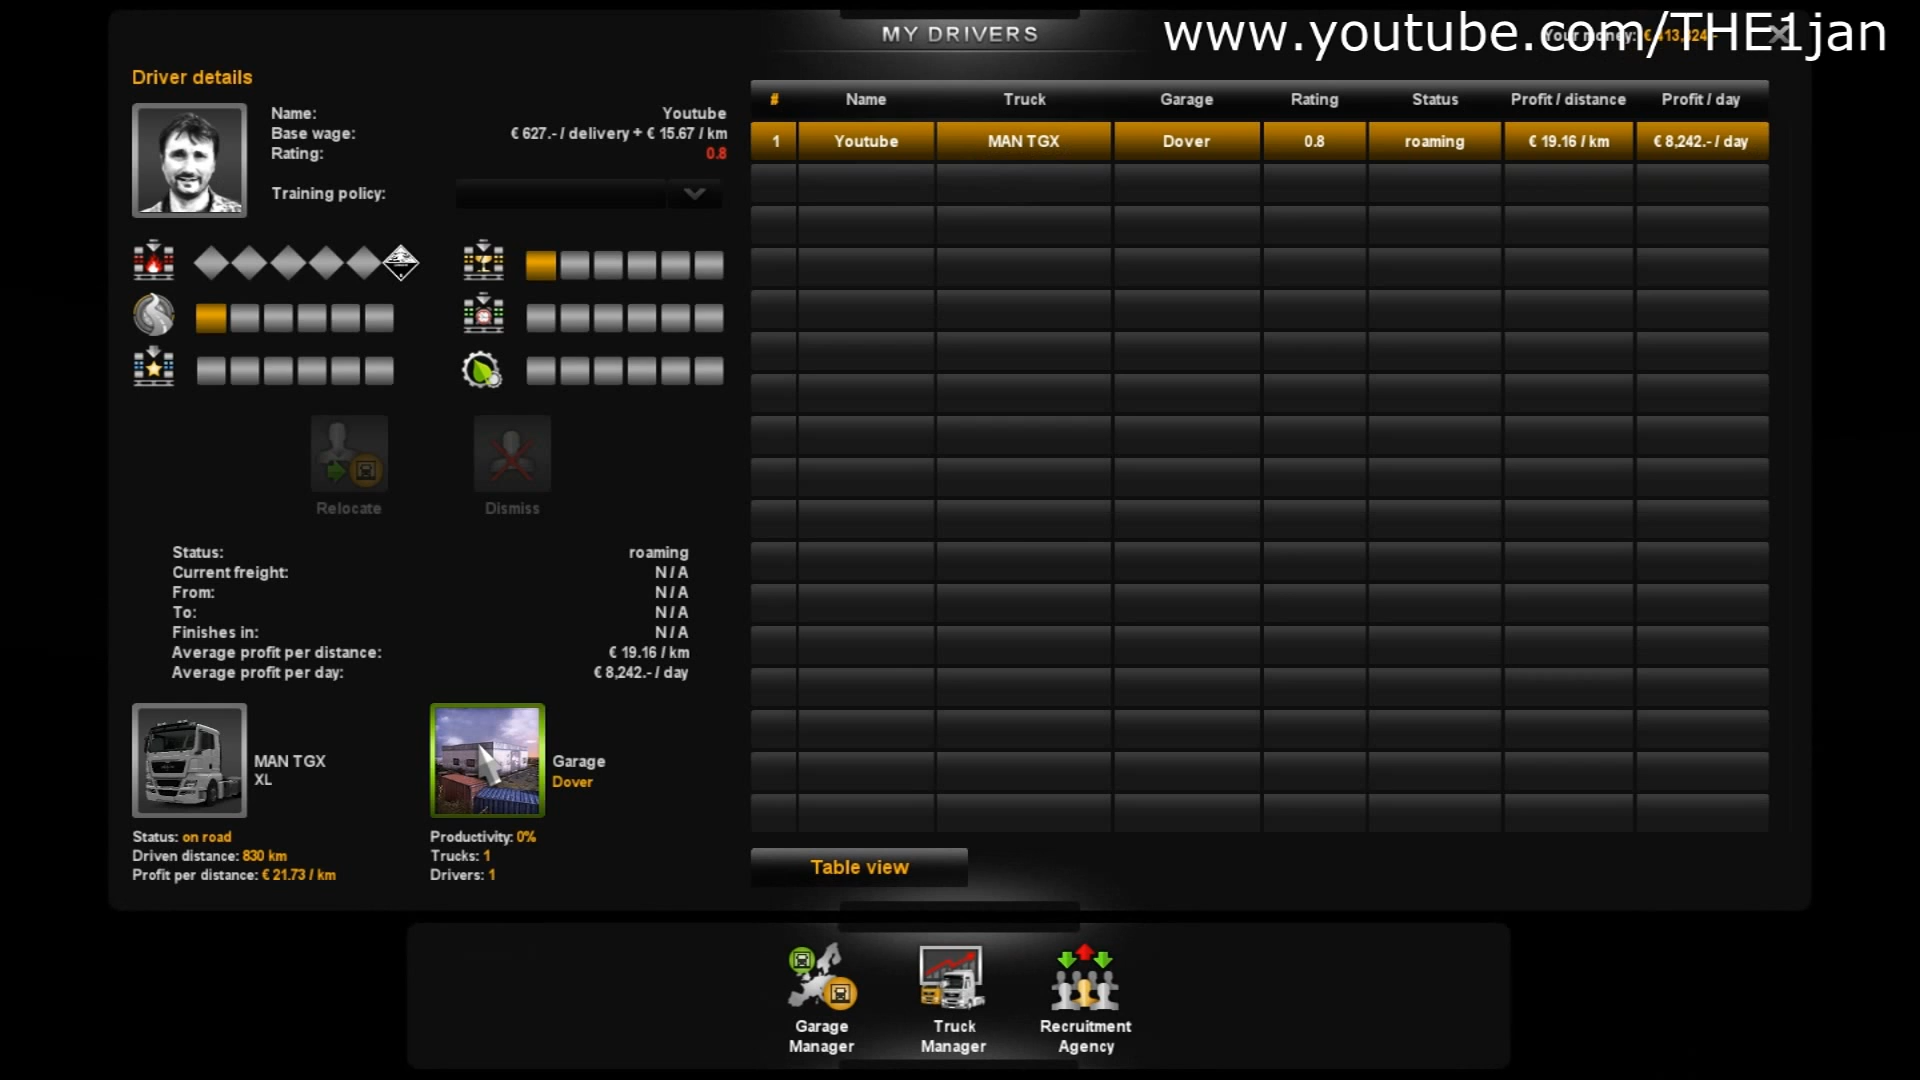 MY DRIVERS
www.youtube.com/THE1jan
Your money:
Driver details
Name: Youtube
Base wage: € 627.- / delivery + € 15.67 / km
Rating: 0.8
Training policy:
Relocate Dismiss
Status: roaming
Current freight: N / A
From: N / A
To: N / A
Finishes in: N / A
Average profit per distance: € 19.16 / km
Average profit per day: € 8,242.- / day
MAN TGX
XL
Status: on road
Driven distance: 830 km
Profit per distance: € 21.73 / km
Garage
Dover
Productivity: 0%
Trucks: 1
Drivers: 1
# Name Truck Garage Rating Status Profit / distance Profit / day
1 Youtube MAN TGX Dover 0.8 roaming € 19.16 / km € 8,242.- / day
Table view
Garage
Manager
Truck
Manager
Recruitment
Agency